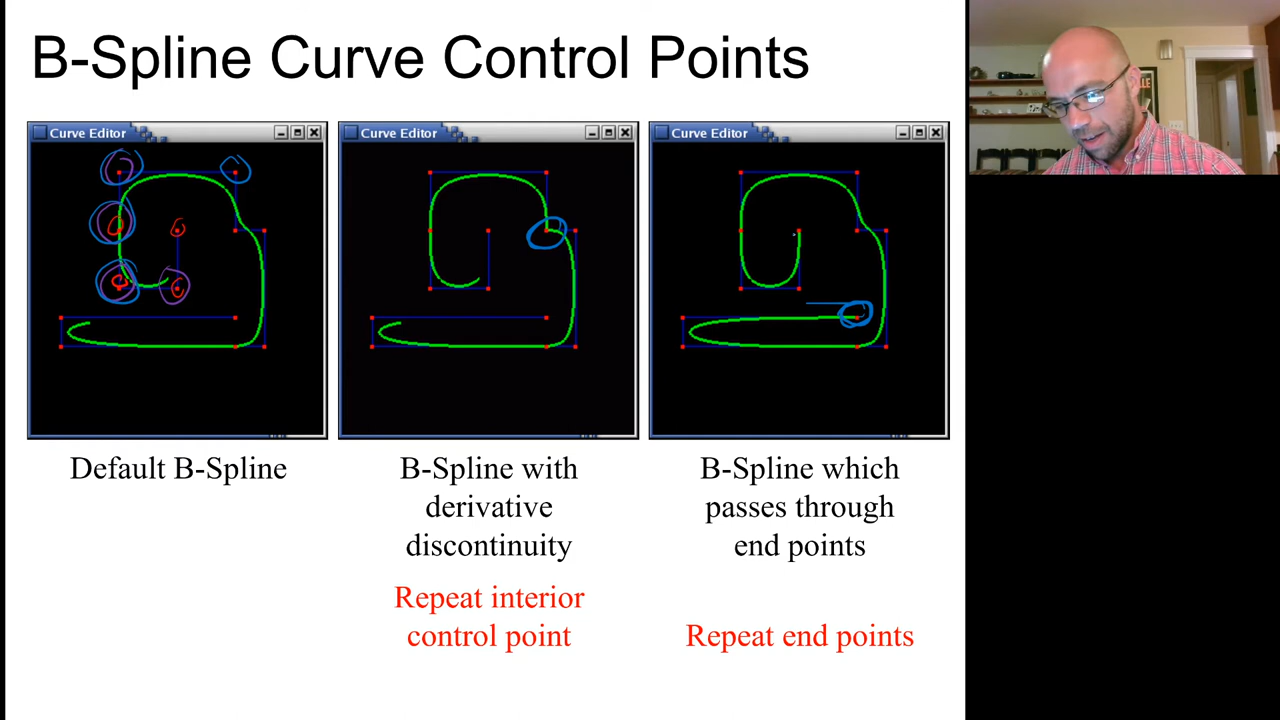 B-Spline Curve Control Points
Curve Editor
Curve Editor
Curve Editor
Default B-Spline
B-Spline with
derivative
discontinuity
Repeat interior
control point
B-Spline which
passes through
end points
Repeat end points